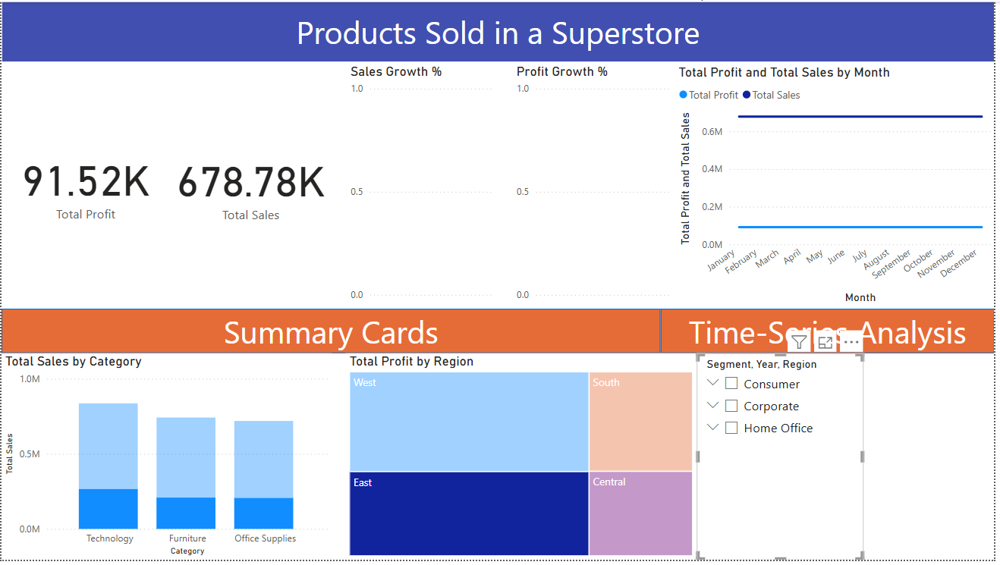 Products Sold in a Superstore
91.52K
Total Profit
678.78K
Total Sales
Sales Growth %
1.0
0.5
0.0
Profit Growth %
1.0
0.5
0.0
Total Profit and Total Sales by Month
Total Profit Total Sales
Total Profit and Total Sales
0.6M
0.4M
0.2M
0.0M
January February March April May June July August September October November December
Month
Summary Cards
Time-Series Analysis
Total Sales by Category
Total Sales
1.0M
0.5M
0.0M
Technology Furniture Office Supplies
Category
Total Profit by Region
West
South
East
Central
Segment, Year, Region
Consumer
Corporate
Home Office